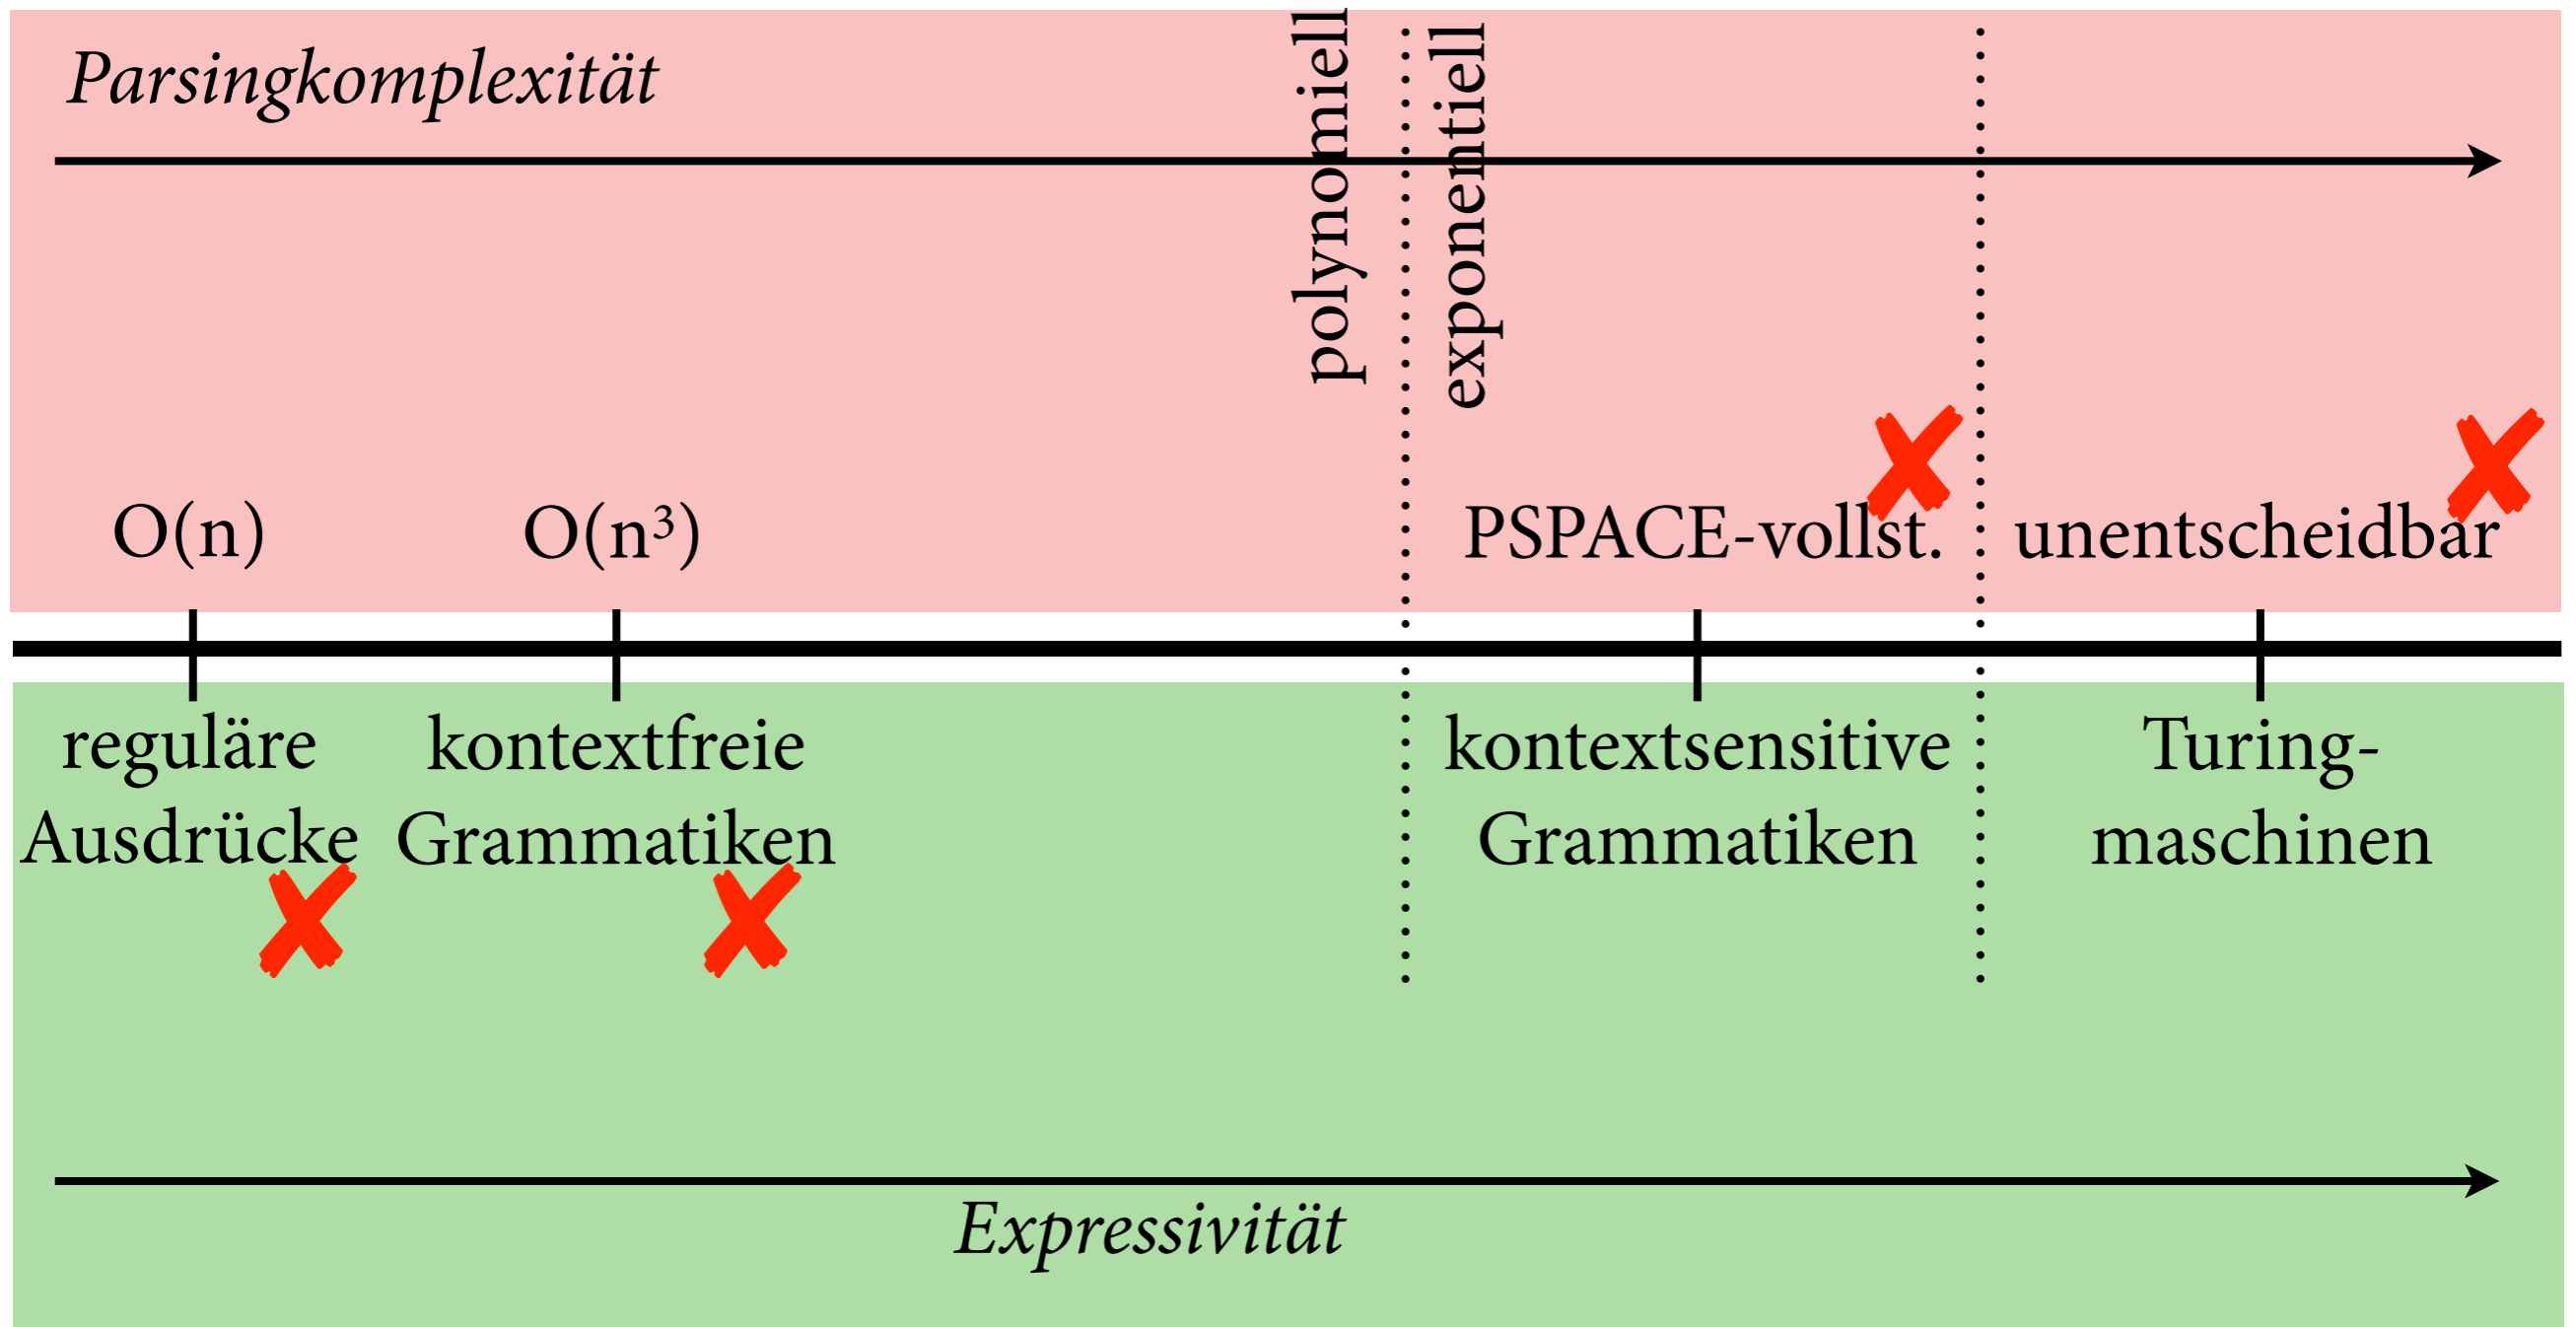 Parsingkomplexität
polynomiell
exponentiell
O(n)
O(n³)
PSPACE-vollst.
unentscheidbar
reguläre
Ausdrücke
kontextfreie
Grammatiken
kontextsensitive
Grammatiken
Turing-
maschinen
Expressivität